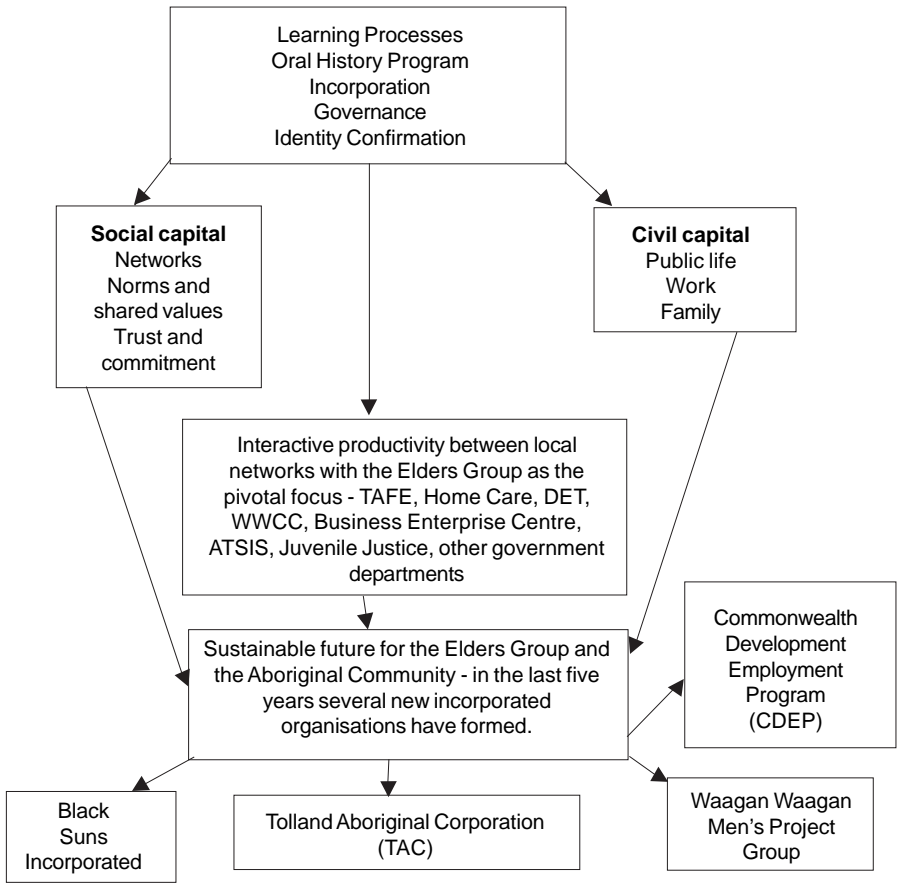 Learning Processes
Oral History Program
Incorporation
Governance
Identity Confirmation
Social capital
Networks
Norms and
shared values
Trust and
commitment
Civil capital
Public life
Work
Family
Interactive productivity between local
networks with the Elders Group as the
pivotal focus - TAFE, Home Care, DET,
WWCC, Business Enterprise Centre,
ATSIS, Juvenile Justice, other government
departments
Sustainable future for the Elders Group and
the Aboriginal Community - in the last five
years several new incorporated
organisations have formed.
Commonwealth
Development
Employment
Program
(CDEP)
Black
Suns
Incorporated
Tolland Aboriginal Corporation
(TAC)
Waagan Waagan
Men's Project
Group